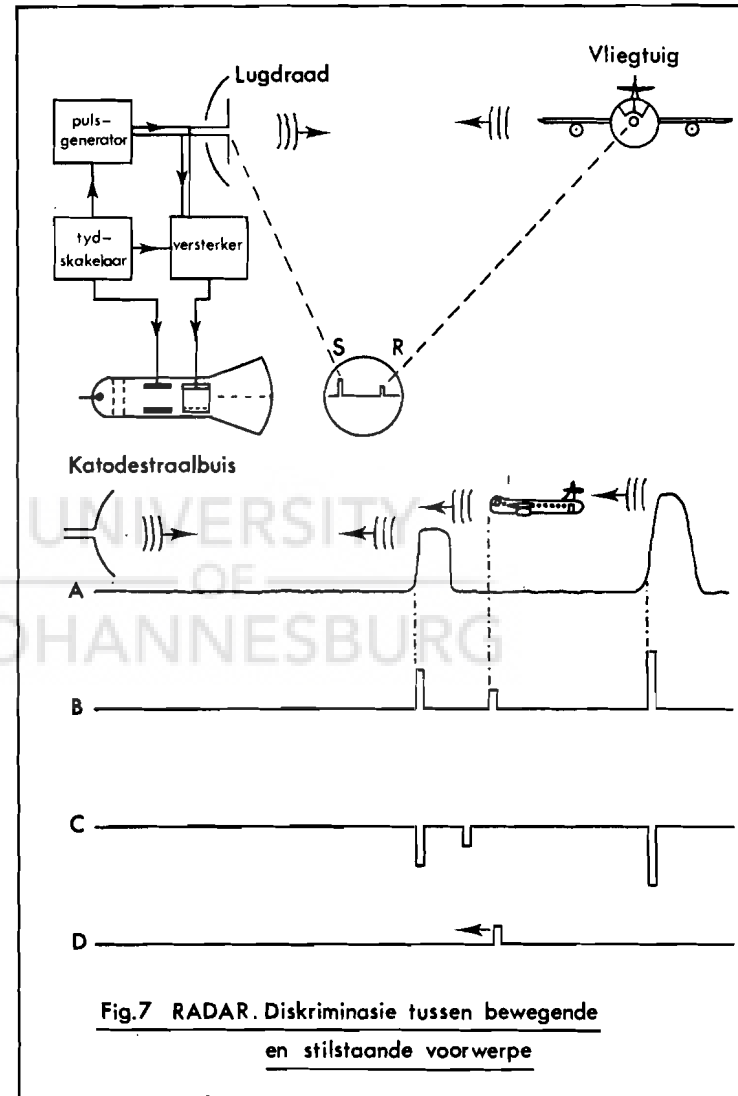 Vliegtuig
Lugdraad
puls-
generator
tyd-
skakelaar
versterker
S R
Katodestraalbuis
UNIVERSITY
OF
JOHANNESBURG
A
B
C
D
Fig.7 RADAR. Diskriminasie tussen bewegende
en stilstaande voorwerpe